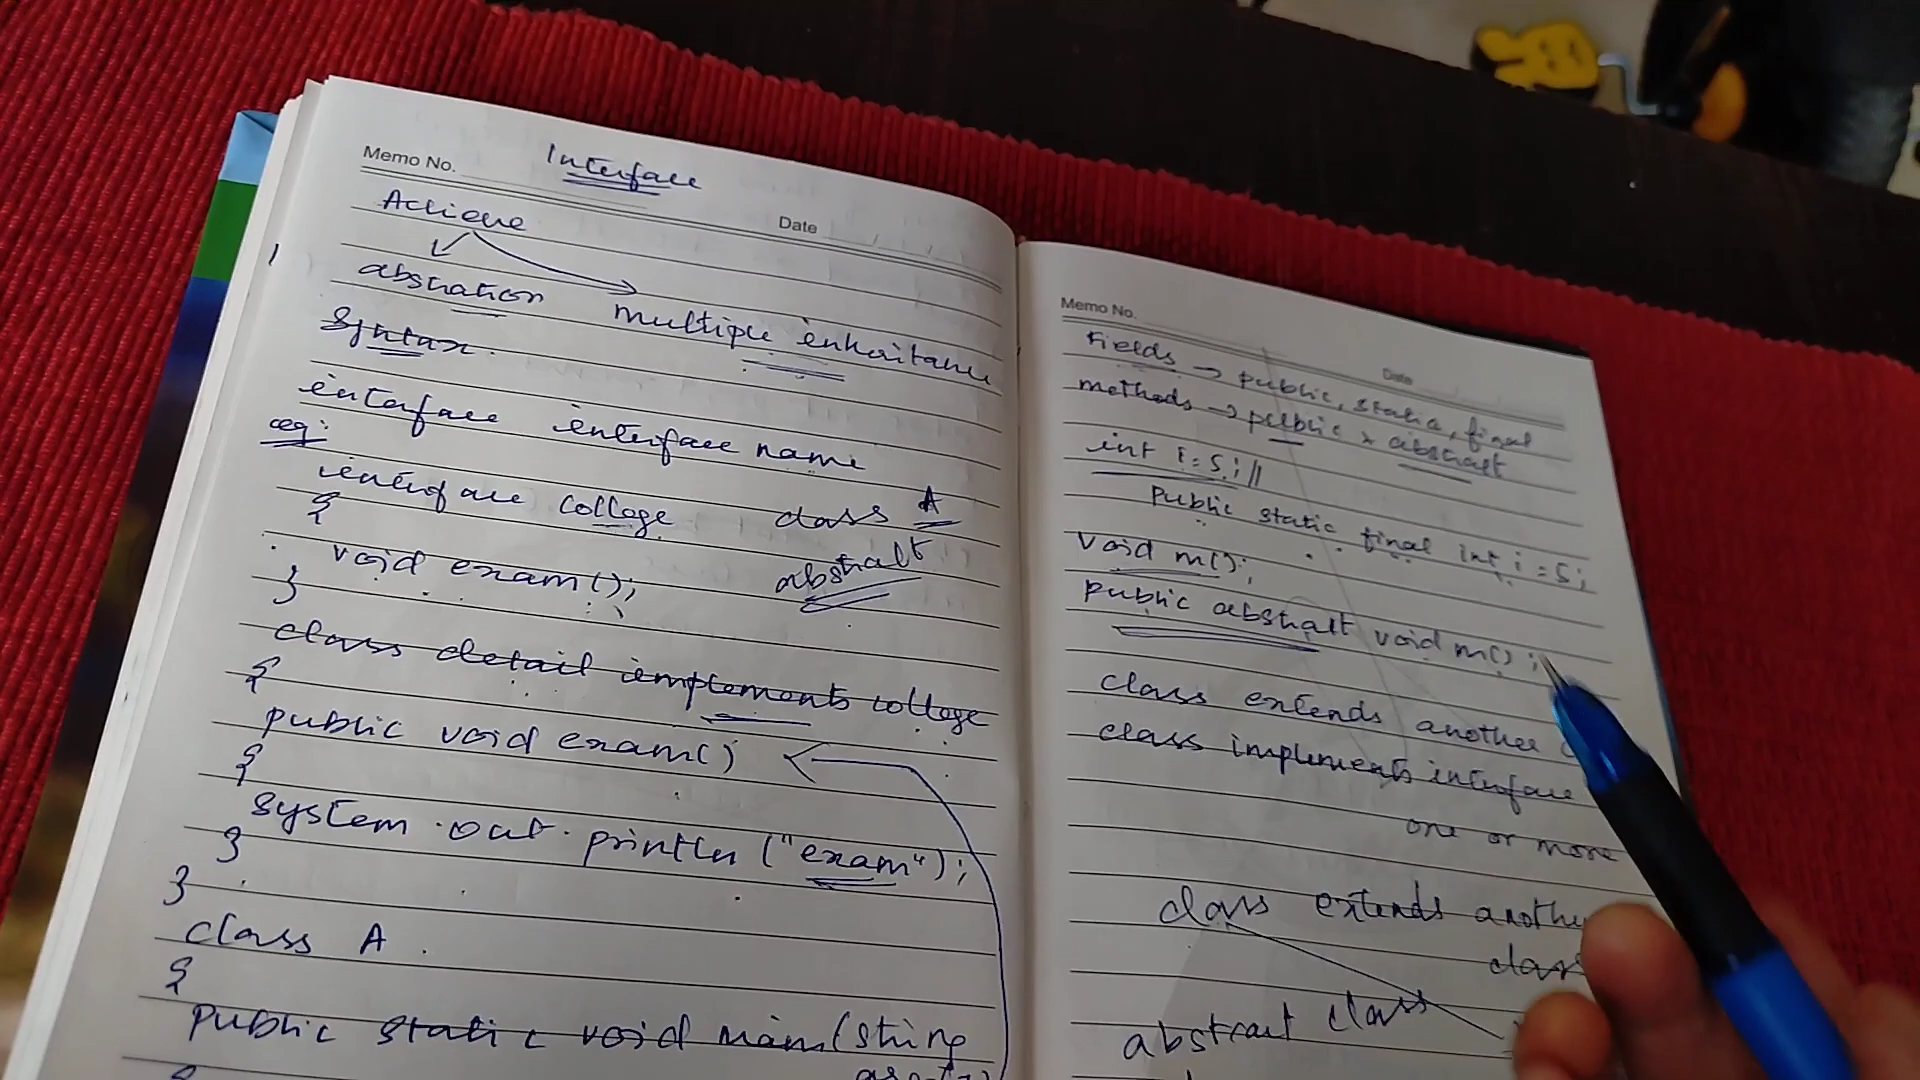 Memo No.
Interface
Date
Achieve
abstration
multiple inheritance
Syntax
interface interface name
eg:
interface College
class A
{
abstract
void exam();
}
class detail implements college
{
public void exam()
{
System.out.println("exam");
}
}
class A
{
public static void main(string
Memo No.
Date
Fields → public, static, final
methods → public & abstract
int i=5; //
Public static final int i=5;
void m();
public abstract void m();
class extends another
class implements interface
one or more
class extends another
class
abstract class